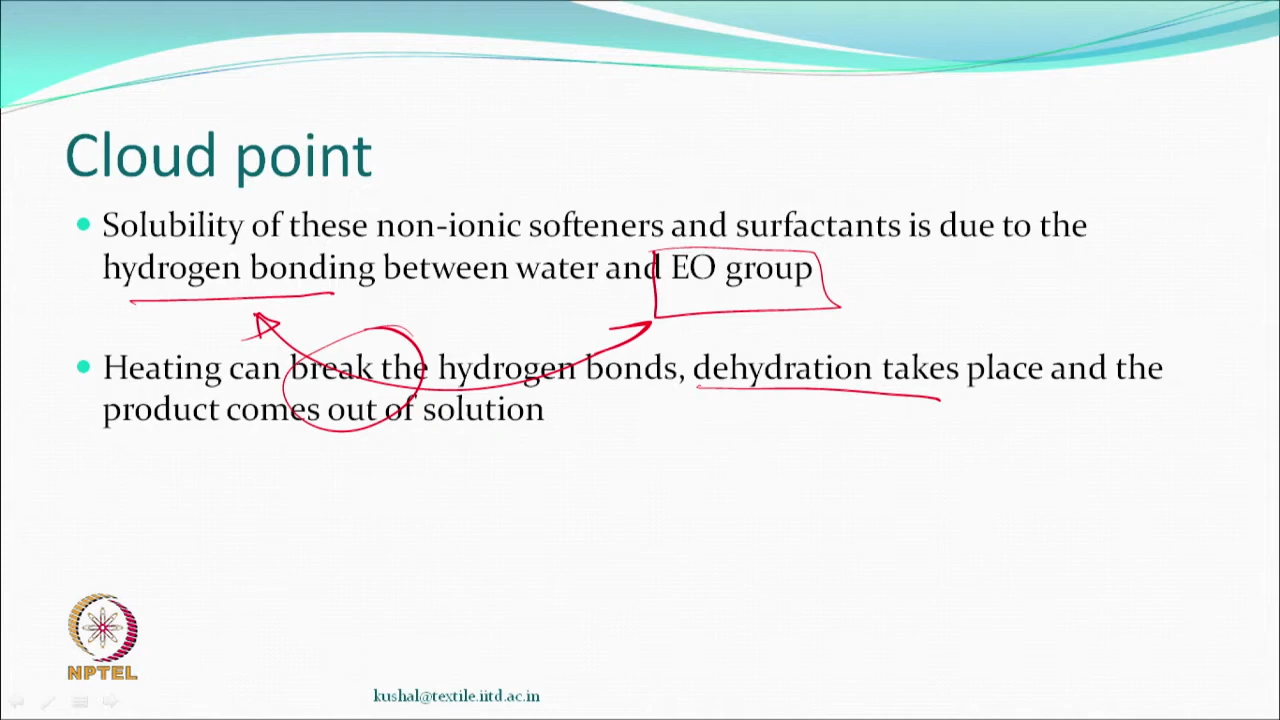 Cloud point
Solubility of these non-ionic softeners and surfactants is due to the
hydrogen bonding between water and EO group
Heating can break the hydrogen bonds, dehydration takes place and the
product comes out of solution
NPTEL
kushal@textile.iitd.ac.in